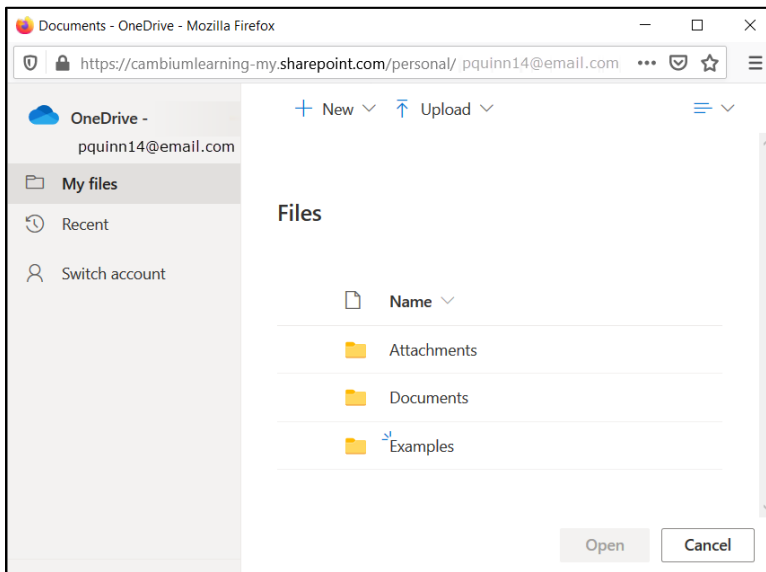 Documents - OneDrive - Mozilla Firefox
https://cambiumlearning-my.sharepoint.com/personal/ pquinn14@email.com
OneDrive -
pquinn14@email.com
My files
Recent
Switch account
New
Upload
Files
Name
Attachments
Documents
Examples
Open
Cancel